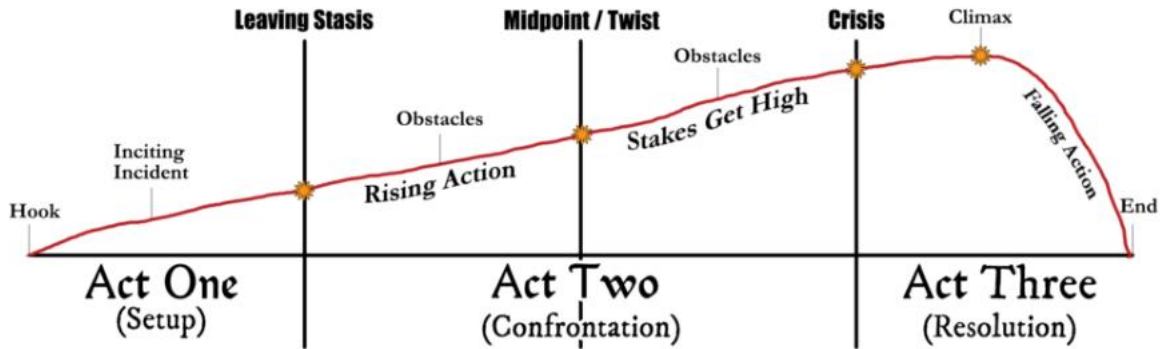 Leaving Stasis
Midpoint / Twist
Crisis
Climax
Obstacles
Obstacles
Inciting
Incident
Hook
Rising Action
Stakes Get High
Falling Action
End
Act One
(Setup)
Act Two
(Confrontation)
Act Three
(Resolution)